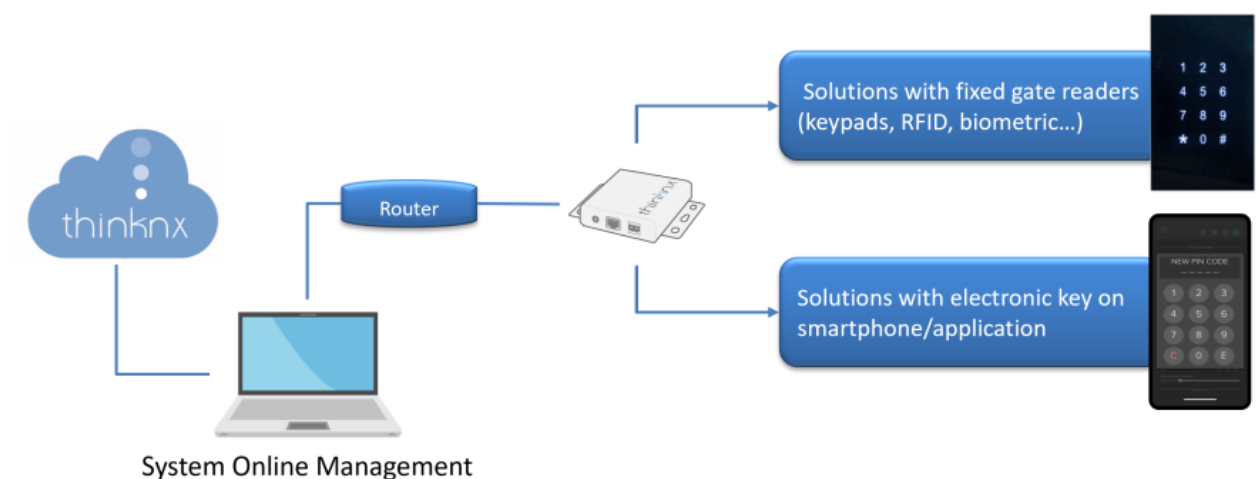 thinknx
Router
thinknx
System Online Management
Solutions with fixed gate readers
(keypads, RFID, biometric...)
1 2 3
4 5 6
7 8 9
* 0 #
Solutions with electronic key on
smartphone/application
NEW PIN CODE
1 2 3
4 5 6
7 8 9
C 0 E